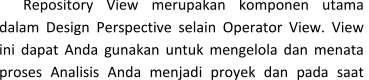 Repository View merupakan komponen utama
dalam Design Perspective selain Operator View. View
ini dapat Anda gunakan untuk mengelola dan menata
proses Analisis Anda menjadi proyek dan pada saat